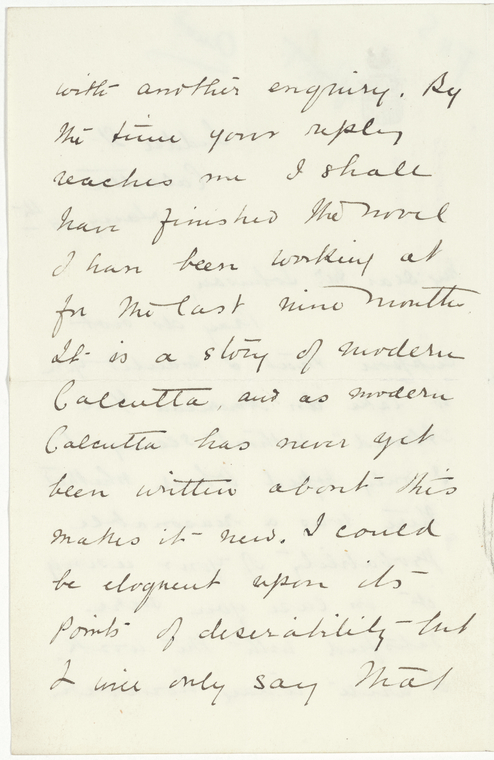 with another enquiry. By
the time your reply
reaches me I shall
have finished the novel
I have been working at
for the last nine months
It is a story of modern
Calcutta, and as modern
Calcutta has never yet
been written about this
makes it new. I could
be eloquent upon its
points of desirability but
I will only say that